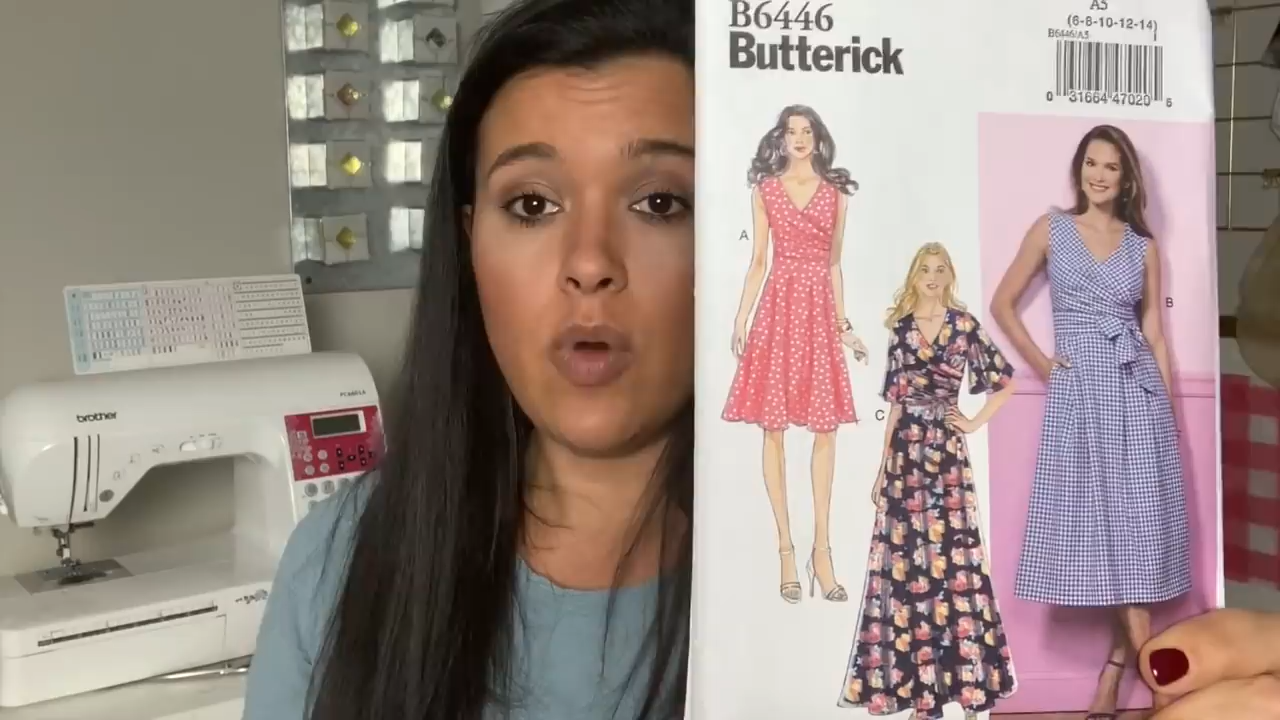 B6446
Butterick
A5
(6-8-10-12-14)
B6446/A5
0 31664 47020 6
A
B
C
brother